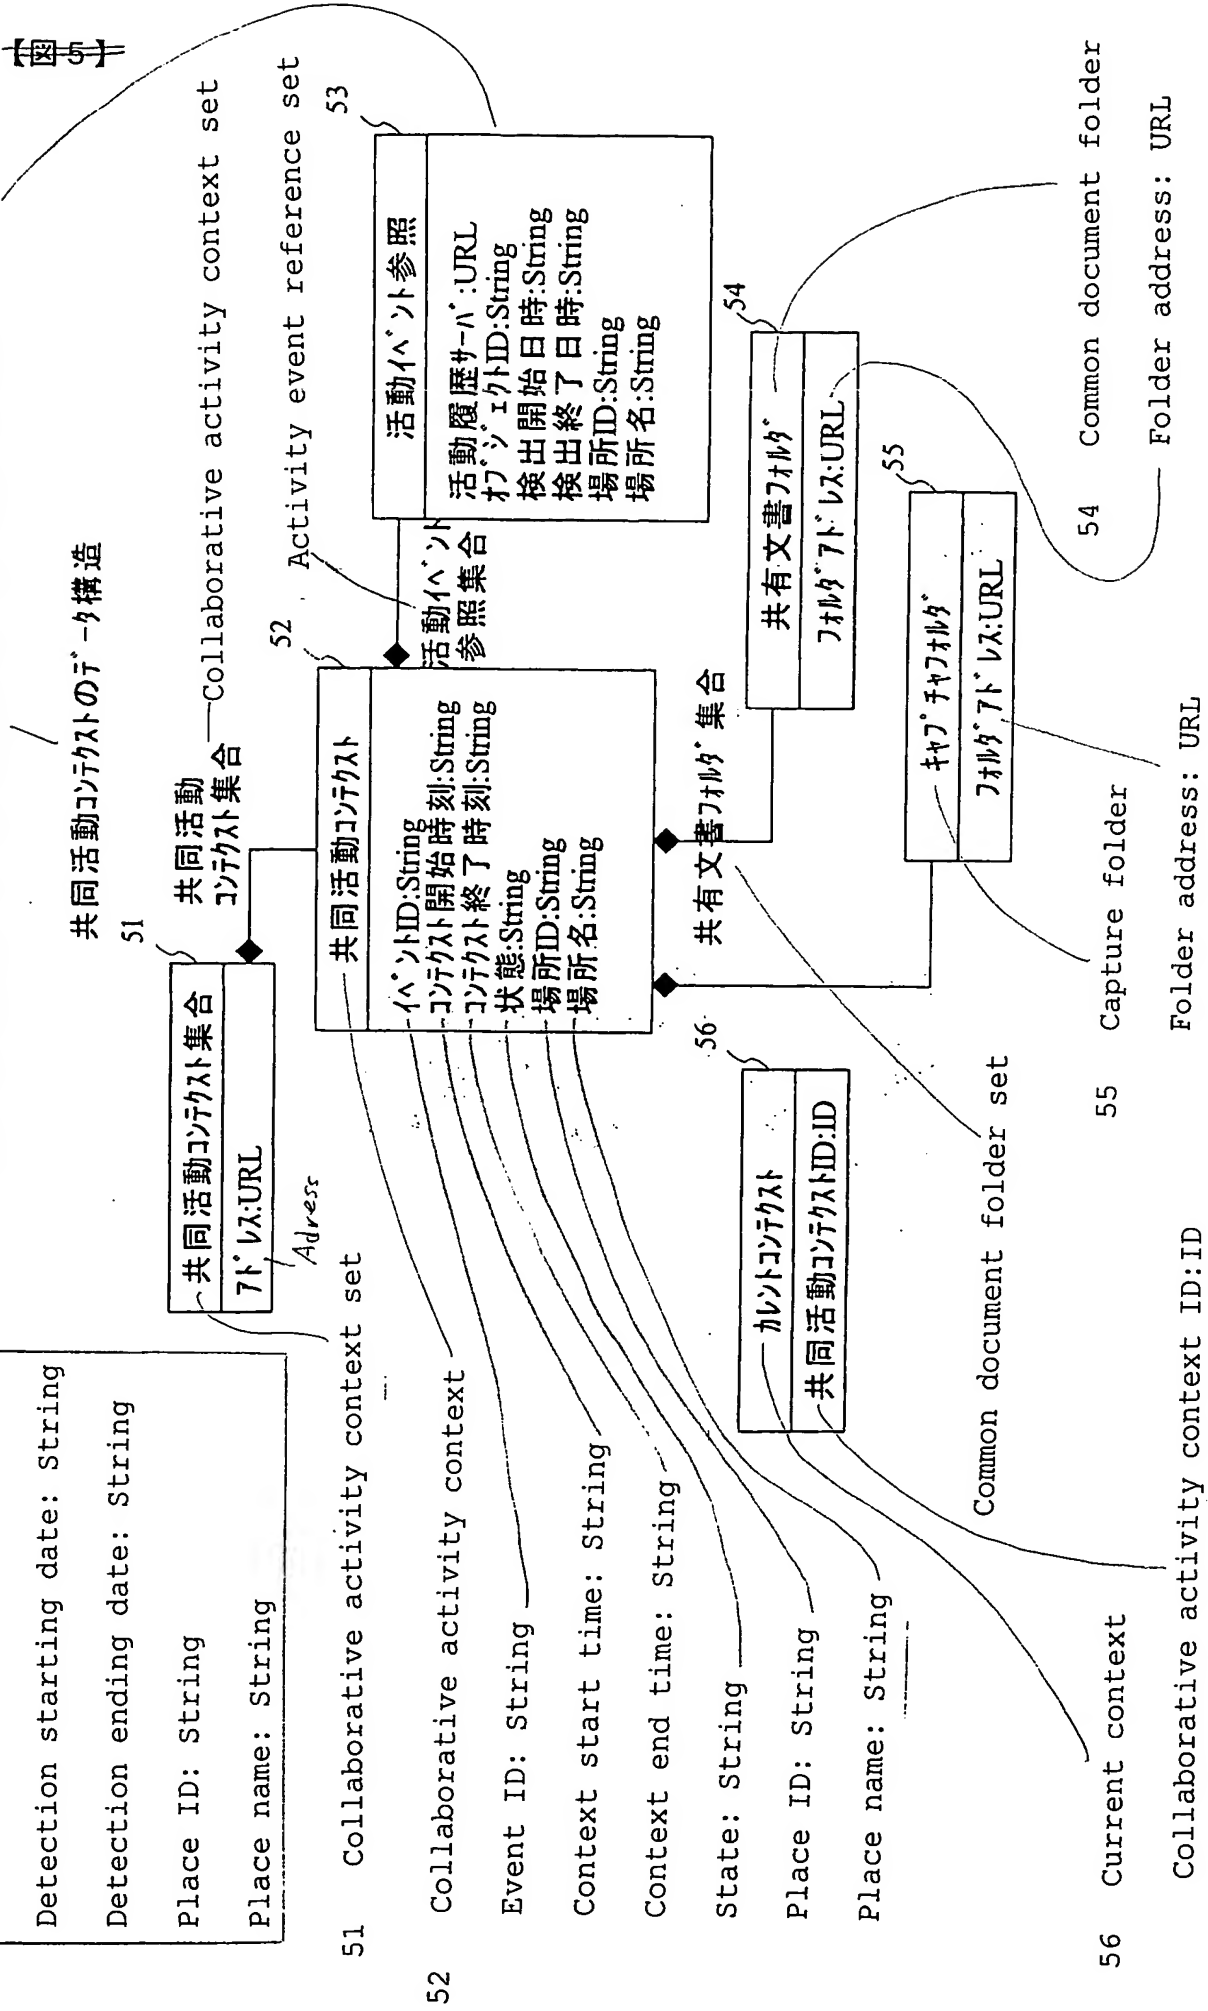 【図5】
共同活動コンテクストのデータ構造
共同活動
コンテクスト集合
Collaborative activity context set
Activity event reference set
51
共同活動コンテクスト集合
アドレス:URL
Adress
52
共同活動コンテクスト
イベントID:String
コンテクスト開始時刻:String
コンテクスト終了時刻:String
状態:String
場所ID:String
場所名:String
活動イベント
参照集合
53
活動イベント参照
活動履歴サーバ:URL
オブジェクトID:String
検出開始日時:String
検出終了日時:String
場所ID:String
場所名:String
共有文書フォルダ集合
54
共有文書フォルダ
フォルダアドレス:URL
55
キャプチャフォルダ
フォルダアドレス:URL
56
カレントコンテクスト
共同活動コンテクストID:ID
Detection starting date: String
Detection ending date: String
Place ID: String
Place name: String
51 Collaborative activity context set
52 Collaborative activity context
Event ID: String
Context start time: String
Context end time: String
State: String
Place ID: String
Place name: String
Common document folder set
54 Common document folder
Folder address: URL
55 Capture folder
Folder address: URL
56 Current context
Collaborative activity context ID:ID